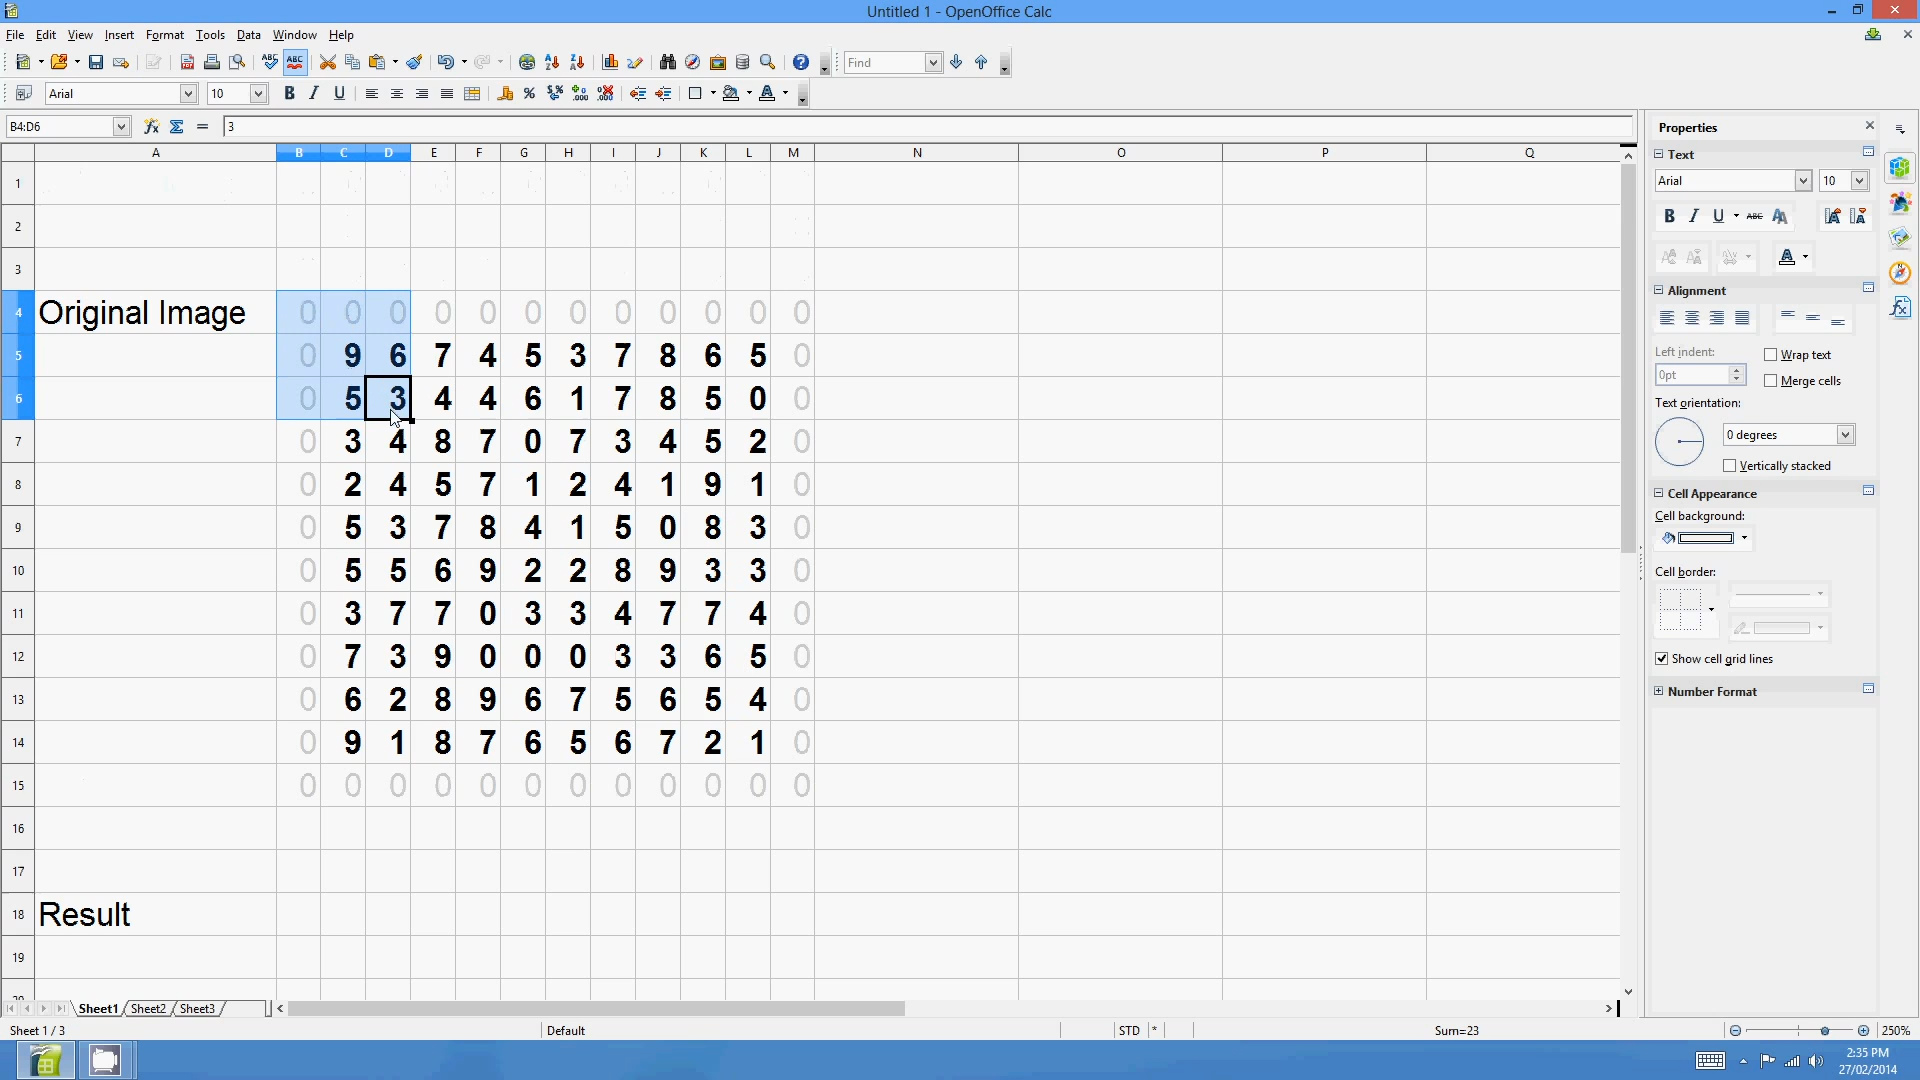 Untitled 1 - OpenOffice Calc
File Edit View Insert Format Tools Data Window Help
ABC ABC Find
Arial 10 B I U
B4:D6 3
A B C D E F G H I J K L M N O P Q
1
2
3
4 Original Image 0 0 0 0 0 0 0 0 0 0 0 0
5 0 9 6 7 4 5 3 7 8 6 5 0
6 0 5 3 4 4 6 1 7 8 5 0 0
7 0 3 4 8 7 0 7 3 4 5 2 0
8 0 2 4 5 7 1 2 4 1 9 1 0
9 0 5 3 7 8 4 1 5 0 8 3 0
10 0 5 5 6 9 2 2 8 9 3 3 0
11 0 3 7 7 0 3 3 4 7 7 4 0
12 0 7 3 9 0 0 0 3 3 6 5 0
13 0 6 2 8 9 6 7 5 6 5 4 0
14 0 9 1 8 7 6 5 6 7 2 1 0
15 0 0 0 0 0 0 0 0 0 0 0 0
16
17
18 Result
19
Properties
Text
Arial 10
B I U ABC
Alignment
Left indent:
0pt
Wrap text
Merge cells
Text orientation:
0 degrees
Vertically stacked
Cell Appearance
Cell background:
Cell border:
Show cell grid lines
Number Format
Sheet1 Sheet2 Sheet3
Sheet 1 / 3 Default STD * Sum=23 250%
2:35 PM
27/02/2014